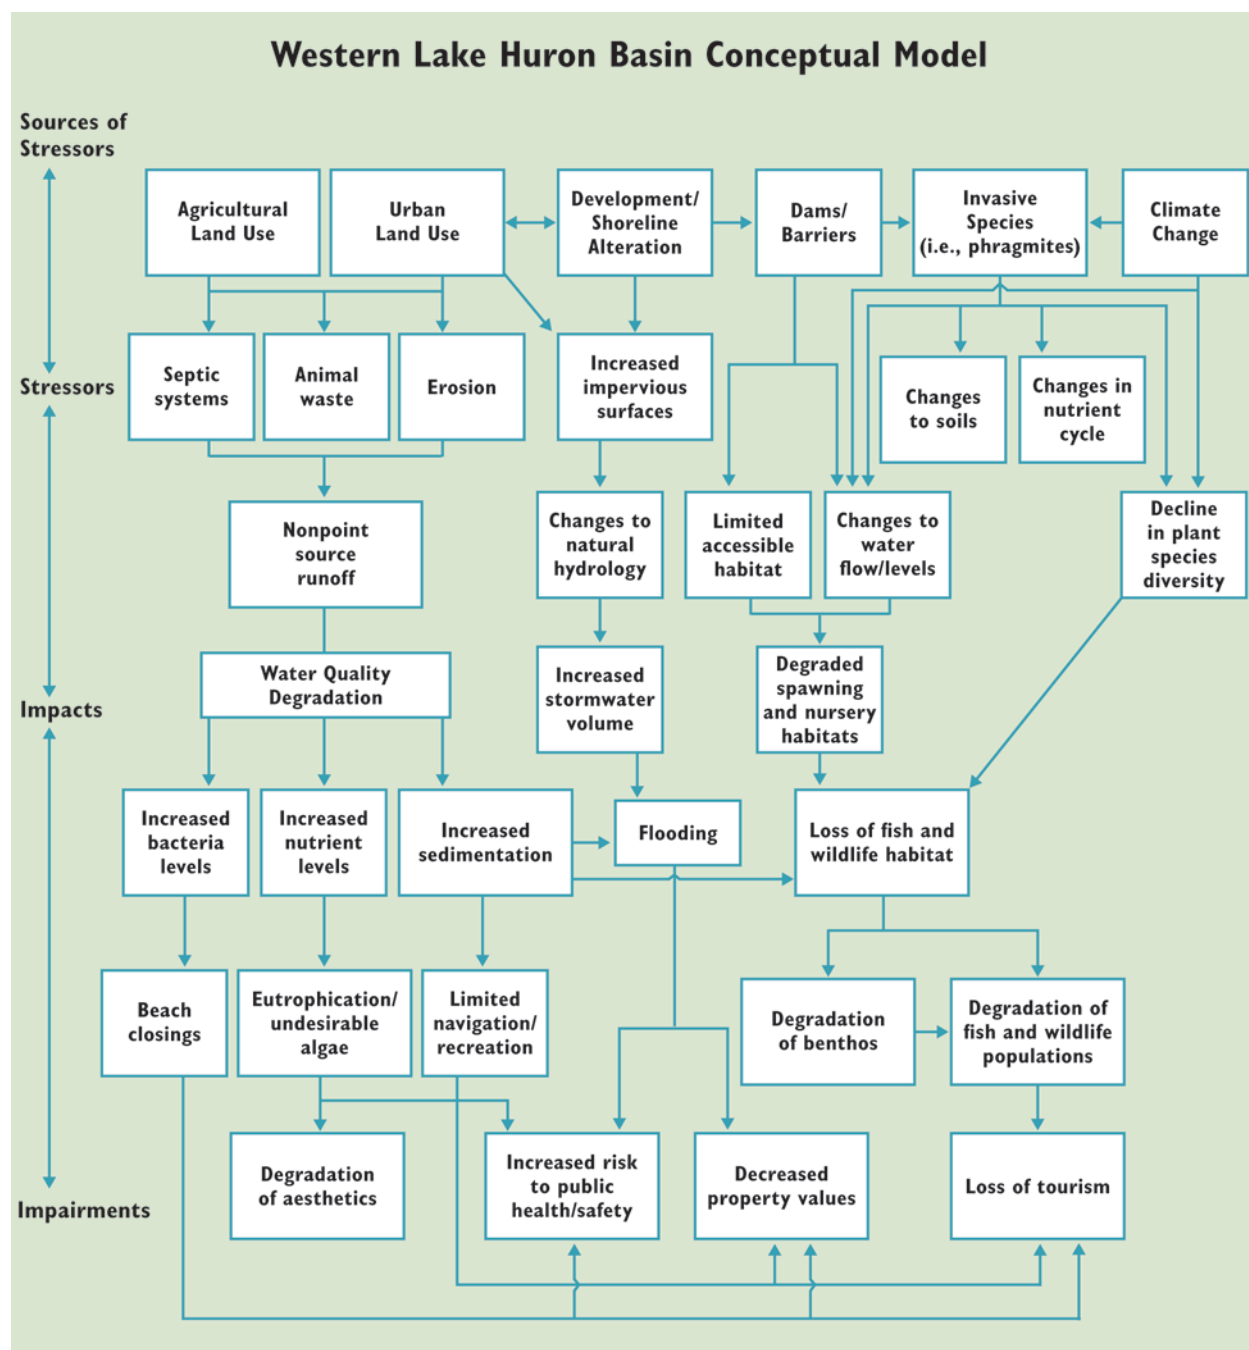 Western Lake Huron Basin Conceptual Model
Sources of
Stressors
Agricultural
Land Use
Urban
Land Use
Development/
Shoreline
Alteration
Dams/
Barriers
Invasive
Species
(i.e., phragmites)
Climate
Change
Stressors
Septic
systems
Animal
waste
Erosion
Increased
impervious
surfaces
Changes
to soils
Changes in
nutrient
cycle
Nonpoint
source
runoff
Changes to
natural
hydrology
Limited
accessible
habitat
Changes to
water
flow/levels
Decline
in plant
species
diversity
Impacts
Water Quality
Degradation
Increased
stormwater
volume
Degraded
spawning
and nursery
habitats
Increased
bacteria
levels
Increased
nutrient
levels
Increased
sedimentation
Flooding
Loss of fish and
wildlife habitat
Beach
closings
Eutrophication/
undesirable
algae
Limited
navigation/
recreation
Degradation
of benthos
Degradation of
fish and wildlife
populations
Impairments
Degradation
of aesthetics
Increased risk
to public
health/safety
Decreased
property values
Loss of tourism